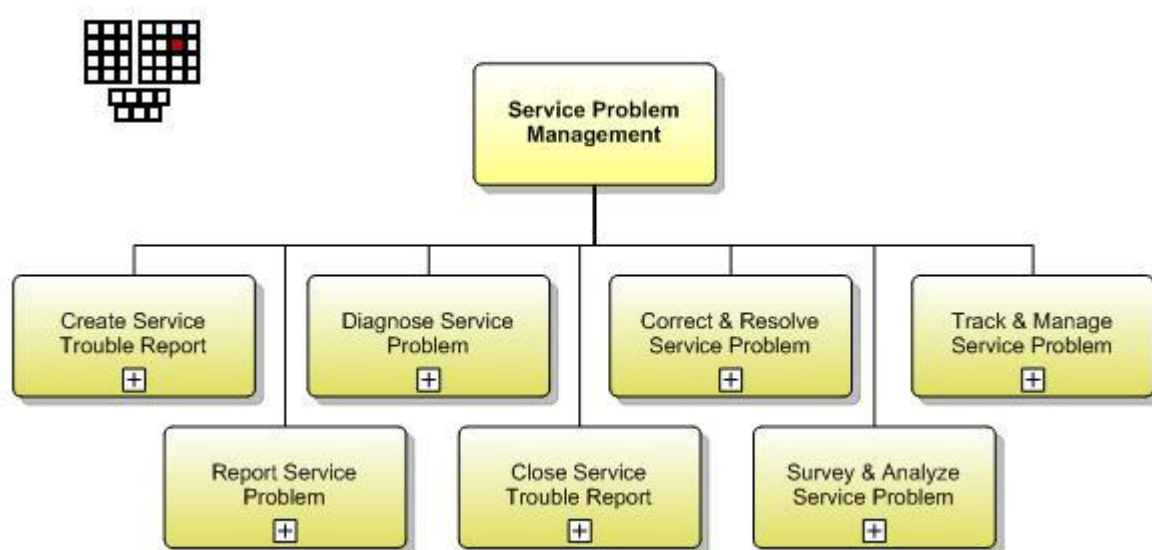 Service Problem
Management
Create Service
Trouble Report
Diagnose Service
Problem
Correct & Resolve
Service Problem
Track & Manage
Service Problem
Report Service
Problem
Close Service
Trouble Report
Survey & Analyze
Service Problem